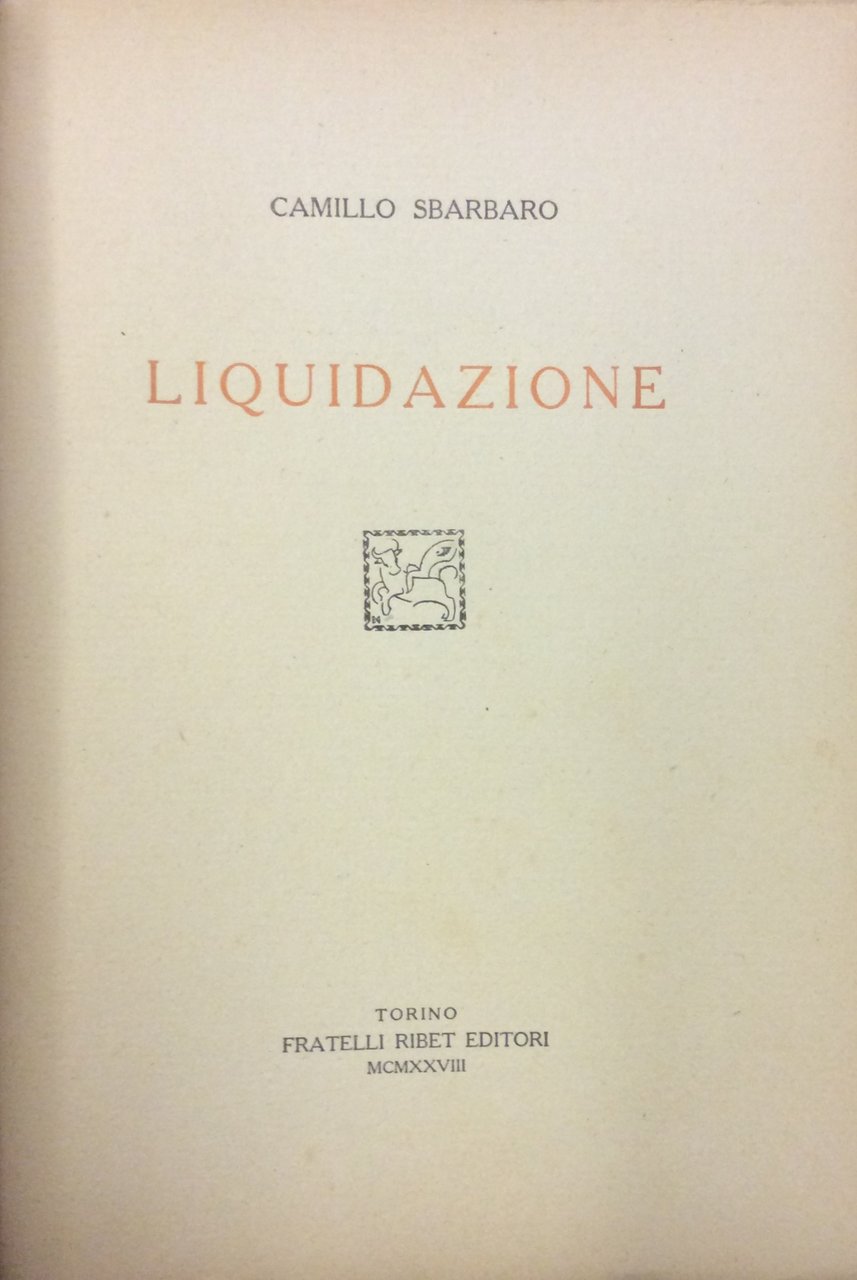 CAMILLO SBARBARO
LIQUIDAZIONE
N
TORINO
FRATELLI RIBET EDITORI
MCMXXVIII